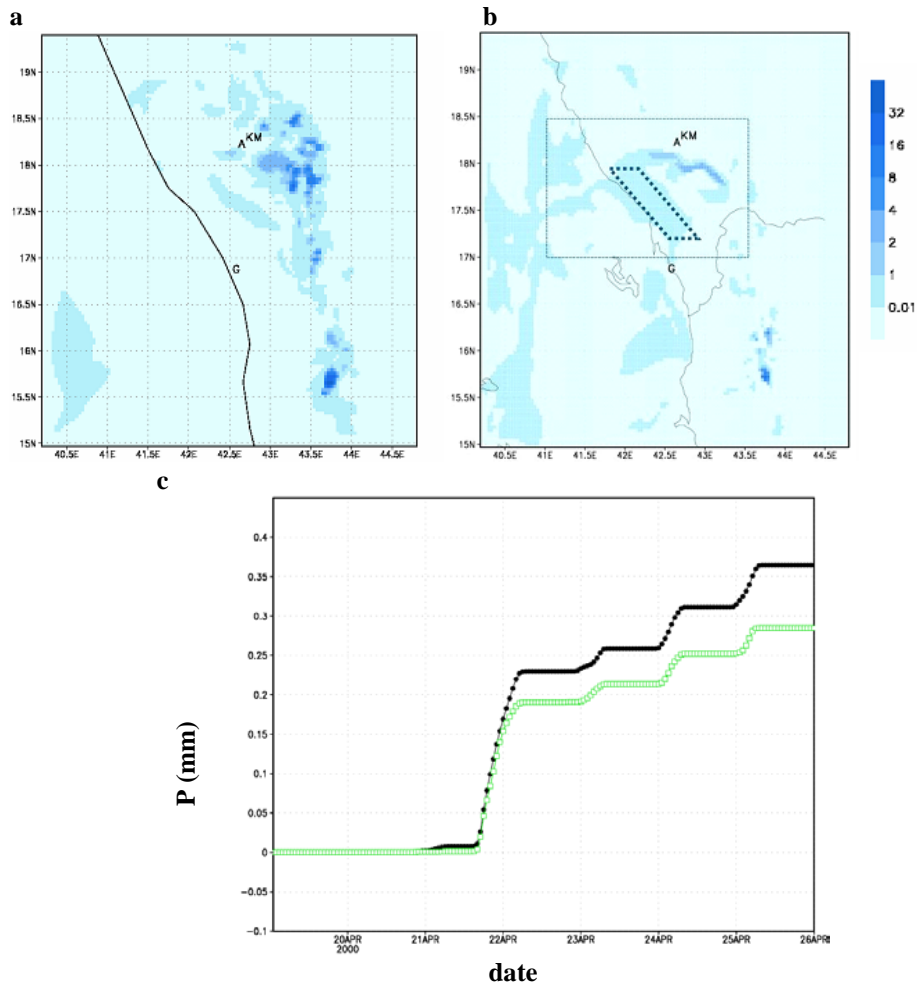 a
b
19N
18.5N
18N
17.5N
17N
16.5N
16N
15.5N
15N
40.5E
41E
41.5E
42E
42.5E
43E
43.5E
44E
44.5E
A KM
G
19N
18.5N
18N
17.5N
17N
16.5N
16N
15.5N
15N
40.5E
41E
41.5E
42E
42.5E
43E
43.5E
44E
44.5E
A KM
G
32
16
8
4
2
1
0.01
c
0.4
0.35
0.3
0.25
0.2
0.15
0.1
0.05
0
-0.05
-0.1
P (mm)
20APR
2000
21APR
22APR
23APR
24APR
25APR
26APR
date